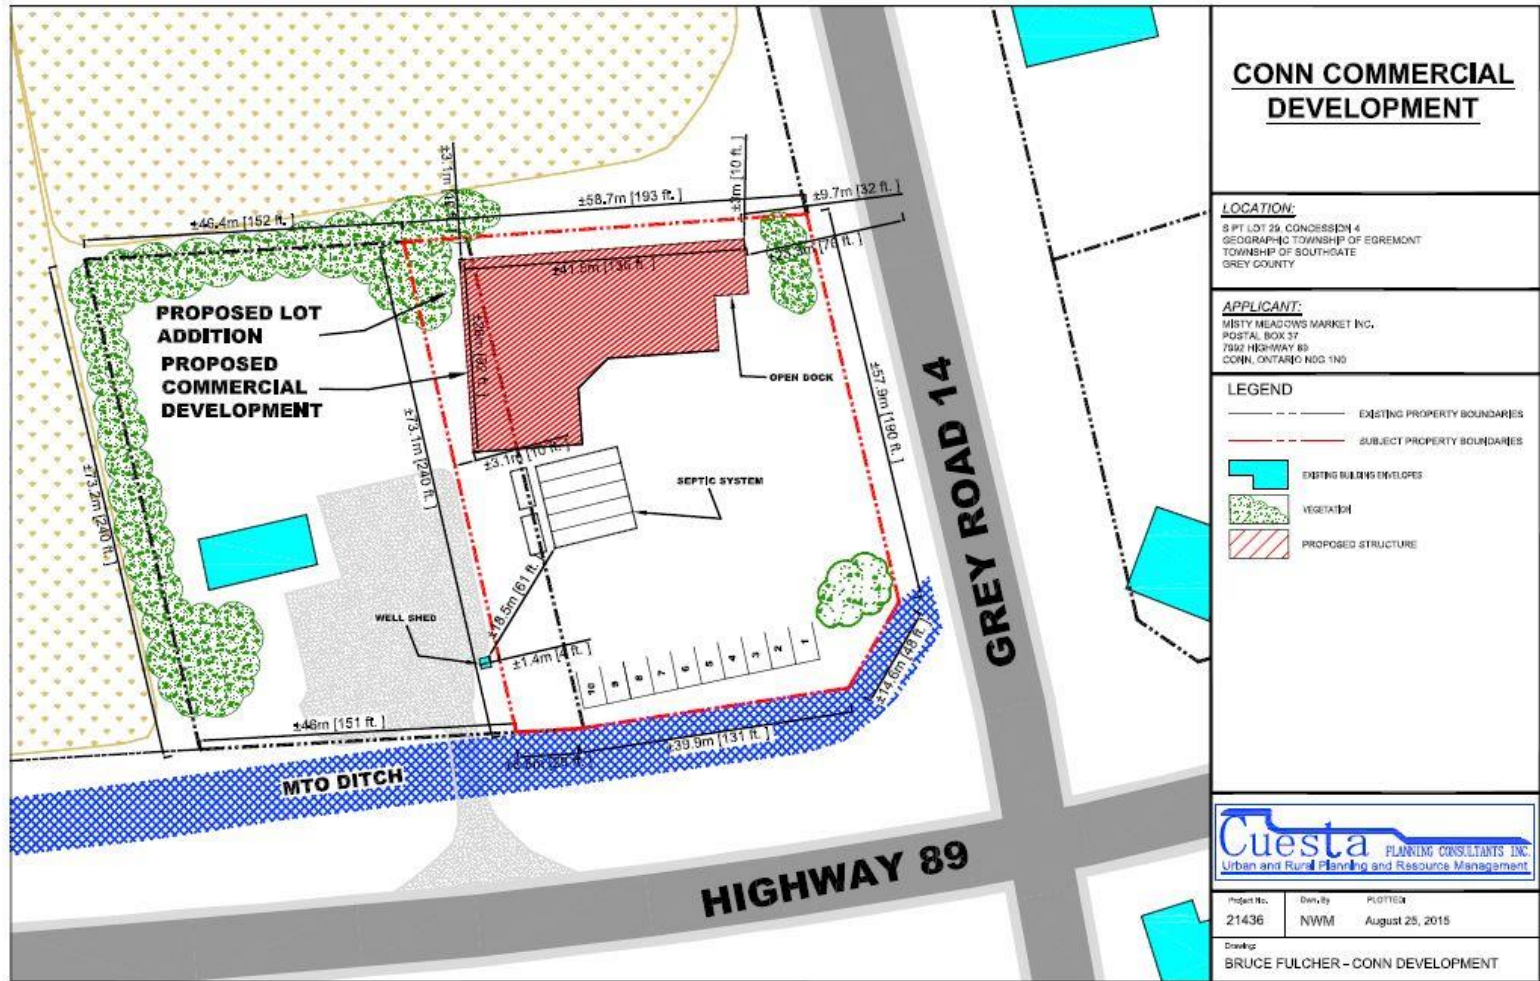 CONN COMMERCIAL
DEVELOPMENT
LOCATION:
S PT LOT 29, CONCESSION 4
GEOGRAPHIC TOWNSHIP OF EGREMONT
TOWNSHIP OF SOUTHGATE
GREY COUNTY
APPLICANT:
MISTY MEADOWS MARKET INC.
POSTAL BOX 37
7992 HIGHWAY 89
CONN, ONTARIO N0G 1N0
LEGEND
EXISTING PROPERTY BOUNDARIES
SUBJECT PROPERTY BOUNDARIES
EXISTING BUILDING ENVELOPES
VEGETATION
PROPOSED STRUCTURE
Cuesta PLANNING CONSULTANTS INC.
Urban and Rural Planning and Resource Management
Project No. Dwn. By PLOTTED:
21436 NWM August 25, 2015
Drawing:
BRUCE FULCHER - CONN DEVELOPMENT
±46.4m [152 ft. ]
±3.1m
±58.7m [193 ft. ]
[10 ft. ]
±9.7m [32 ft. ]
[76 ft. ]
±41.5m [136 ft. ]
PROPOSED LOT
ADDITION
PROPOSED
COMMERCIAL
DEVELOPMENT
OPEN DOCK
±57.9m [190 ft. ]
±73.1m [240 ft. ]
±73.2m [240 ft. ]
±3.1m [10 ft. ]
SEPTIC SYSTEM
±18.5m [61 ft. ]
WELL SHED
±1.4m [4 ft. ]
10 9 8 7 6 5 4 3 2 1
±14.6m [48 ft. ]
±46m [151 ft. ]
±39.9m [131 ft. ]
MTO DITCH
GREY ROAD 14
HIGHWAY 89